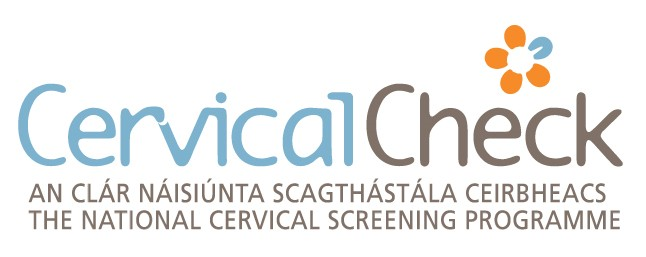 CervicalCheck
AN CLÁR NÁISIÚNTA SCAGTHÁSTÁLA CEIRBHEACS
THE NATIONAL CERVICAL SCREENING PROGRAMME